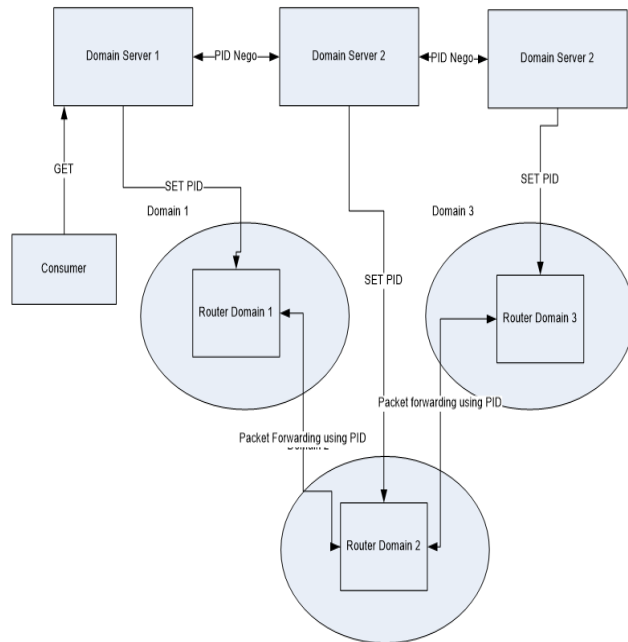 Domain Server 1
PID Nego
Domain Server 2
PID Nego
Domain Server 2
GET
SET PID
SET PID
Domain 1
Domain 3
Consumer
SET PID
Router Domain 1
Router Domain 3
Packet forwarding using PID
Packet Forwarding using PID
Domain 2
Router Domain 2